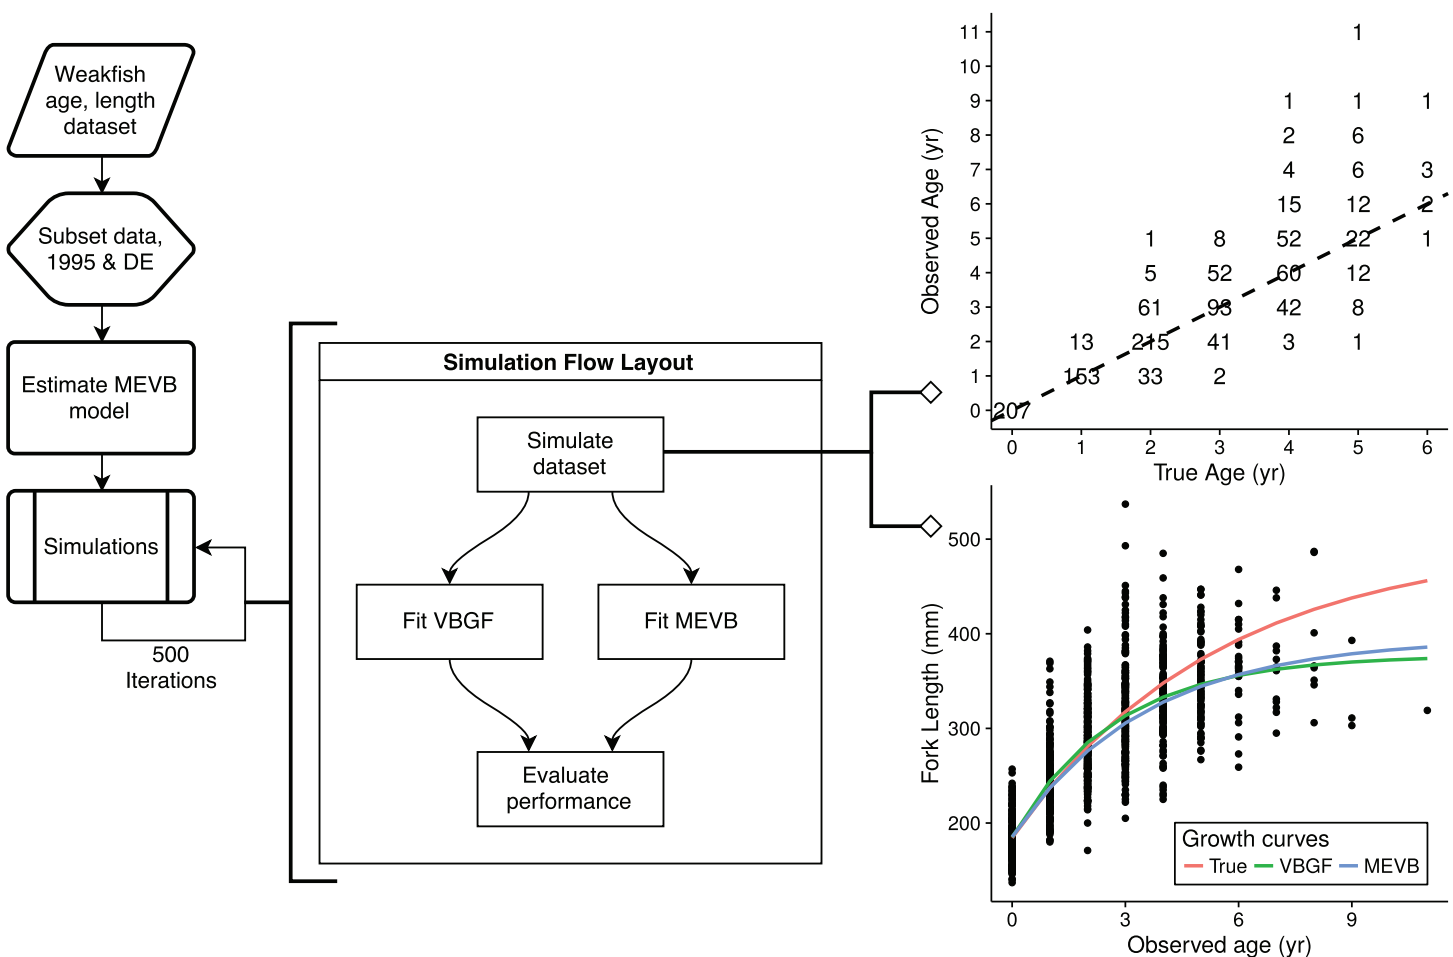 Weakfish
age, length
dataset
Subset data,
1995 & DE
Estimate MEVB
model
Simulations
500
Iterations
Simulation Flow Layout
Simulate
dataset
Fit VBGF
Fit MEVB
Evaluate
performance
Observed Age (yr)
11 1
10
9 1 1 1
8 2 6
7 4 6 3
6 15 12 2
5 1 8 52 22 1
4 5 52 60 12
3 61 93 42 8
2 13 215 41 3 1
1 153 33 2
0 207
0 1 2 3 4 5 6
True Age (yr)
Fork Length (mm)
500
400
300
200
Growth curves
True VBGF MEVB
0 3 6 9
Observed age (yr)